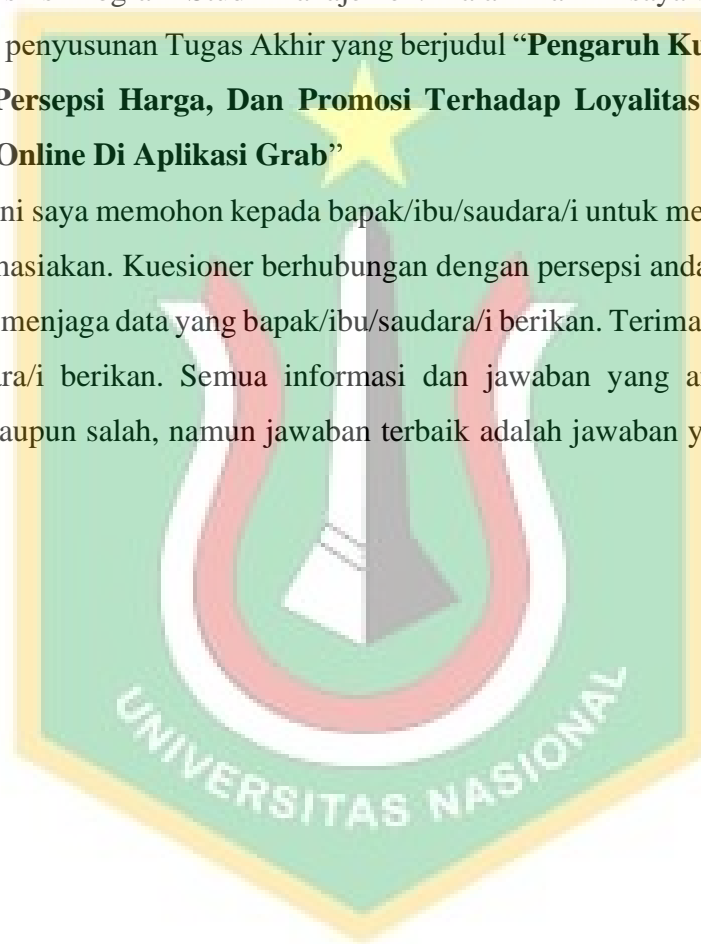 penyusunan Tugas Akhir yang berjudul “Pengaruh Ku
Persepsi Harga, Dan Promosi Terhadap Loyalitas
Online Di Aplikasi Grab”
ni saya memohon kepada bapak/ibu/saudara/i untuk me
nasiakan. Kuesioner berhubungan dengan persepsi anda
menjaga data yang bapak/ibu/saudara/i berikan. Terima
ra/i berikan. Semua informasi dan jawaban yang a
aupun salah, namun jawaban terbaik adalah jawaban y
UNIVERSITAS NASIONAL